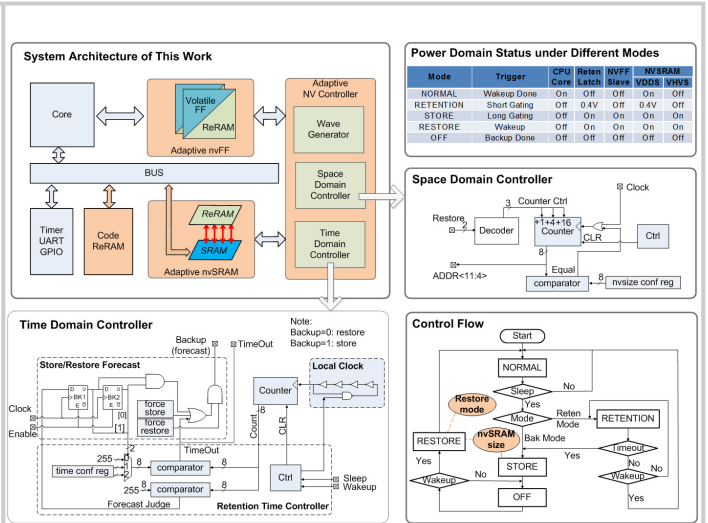 System Architecture of This Work
Core
Volatile
FF
ReRAM
Adaptive nvFF
Adaptive
NV Controller
Wave
Generator
Space
Domain
Controller
Time
Domain
Controller
BUS
Timer
UART
GPIO
Code
ReRAM
ReRAM
SRAM
Adaptive nvSRAM
Power Domain Status under Different Modes
Mode Trigger CPU Core Reten Latch NVFF Slave NVSRAM VDDS VHVS
NORMAL Wakeup Done On On Off On Off
RETENTION Short Gating Off 0.4V Off 0.4V Off
STORE Long Gating Off On On On On
RESTORE Wakeup Off On On On On
OFF Backup Done Off Off Off Off Off
Space Domain Controller
Clock
Counter Ctrl
3
Restore
2
Decoder
+1+4+16
Counter
CLR
Ctrl
8
Equal
ADDR<11:4>
comparator
8
nvsize conf reg
Time Domain Controller
Note:
Backup=0: restore
Backup=1: store
Backup
(forecast)
TimeOut
Store/Restore Forecast
D Q
BK1
E Q
D Q
BK2
E Q
[0]
[1]
force
store
force
restore
Clock
Enable
Local Clock
Counter
Count
8
CLR
TimeOut
2
255
time conf reg
0
1
2
8
comparator
8
255
8
comparator
8
Forecast Judge
Ctrl
Sleep
Wakeup
Retention Time Controller
Control Flow
Start
NORMAL
Sleep
No
Yes
Restore
mode
Mode
Reten
Mode
RETENTION
nvSRAM
size
RESTORE
Bak Mode
Timeout
Yes
Yes
STORE
No
Wakeup
No
Wakeup
No
Yes
OFF